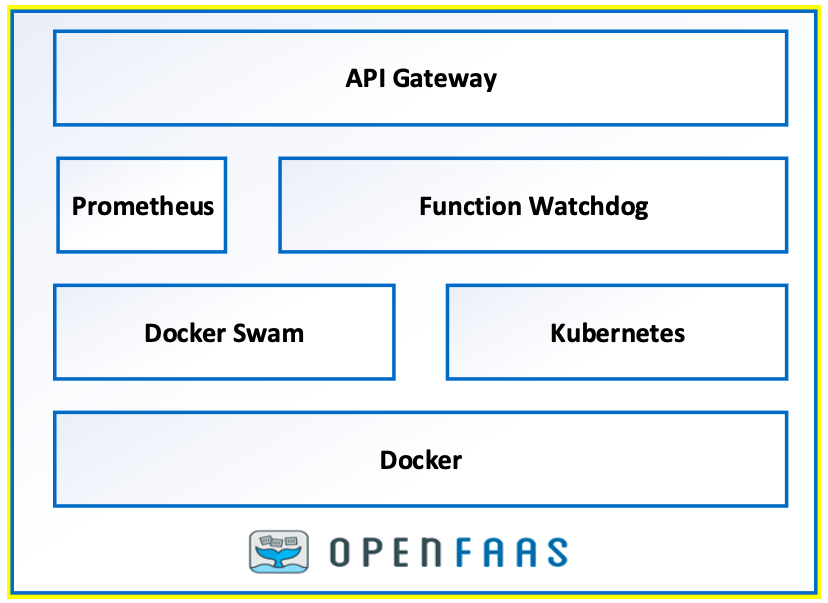 API Gateway
Prometheus
Function Watchdog
Docker Swam
Kubernetes
Docker
OPENFAAS